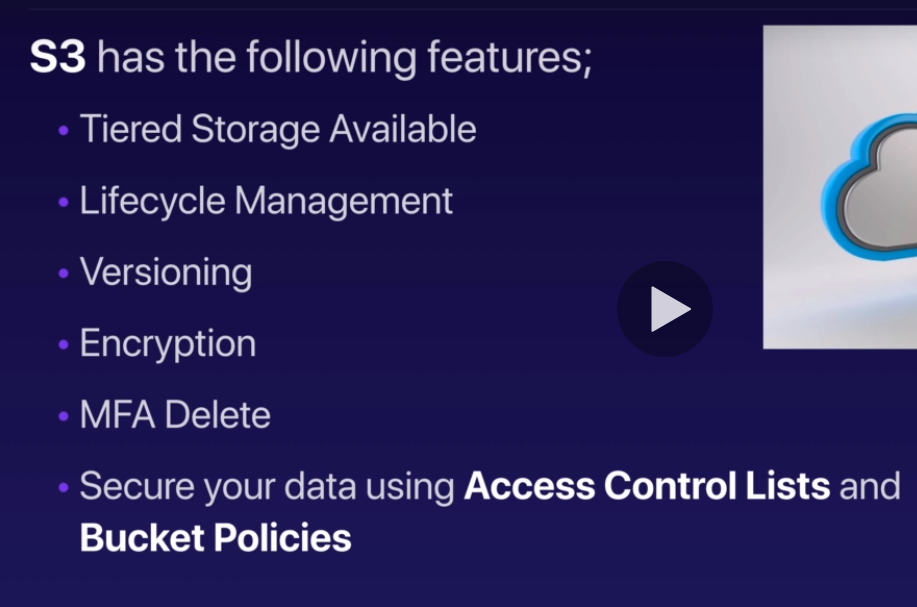 S3 has the following features;
• Tiered Storage Available
• Lifecycle Management
• Versioning
• Encryption
• MFA Delete
• Secure your data using Access Control Lists and
Bucket Policies